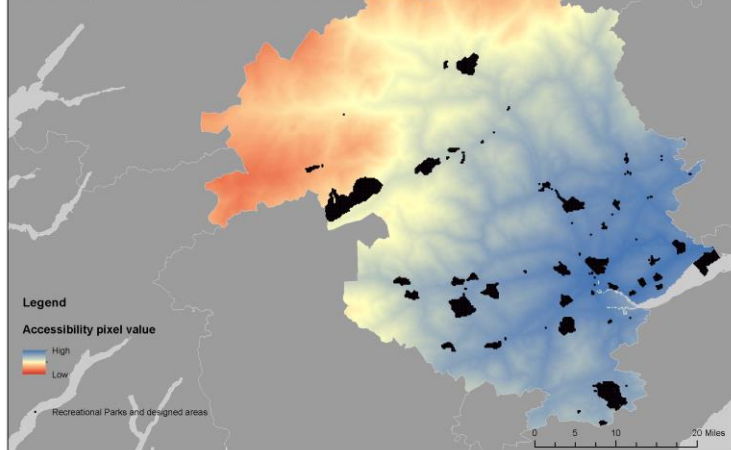 Legend
Accessibility pixel value
High
Low
Recreational Parks and designed areas
0 5 10 20 Miles